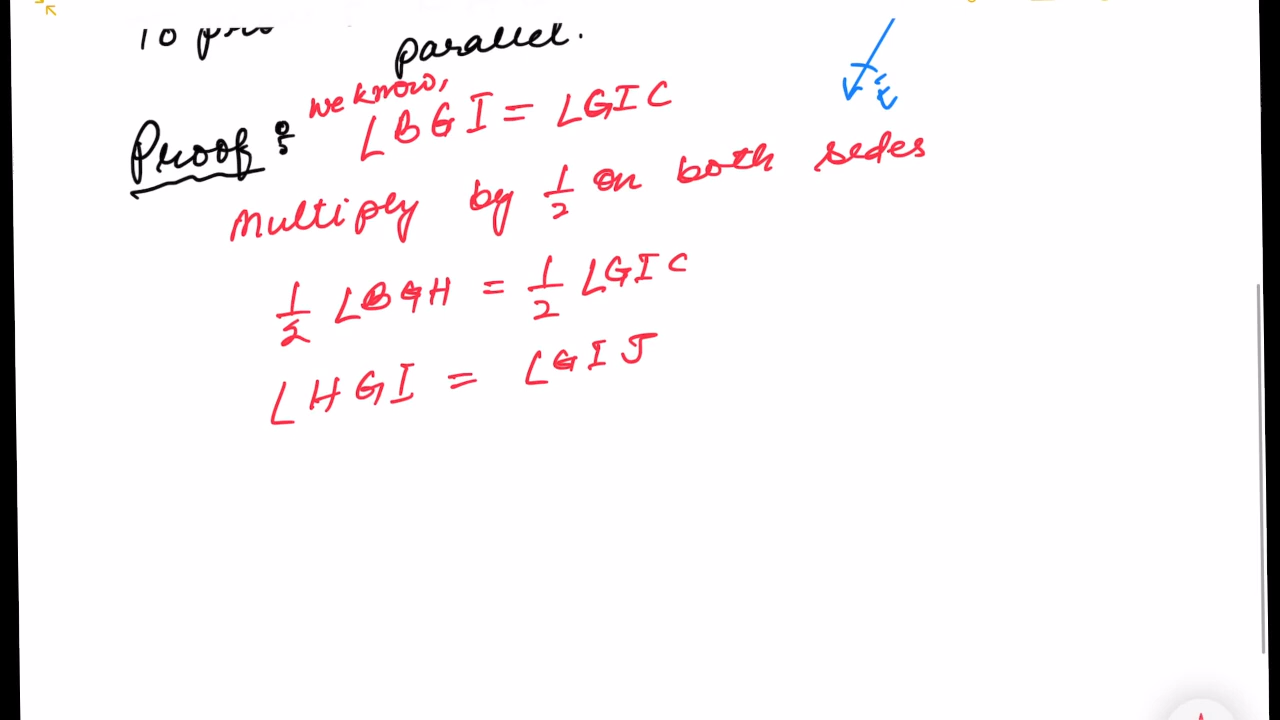 To
parallel.
We know,
Proof : ∠BGI = ∠GIC
Multiply by 1/2 on both sides
1/2 ∠BGH = 1/2 ∠GIC
∠HGI = ∠GIJ